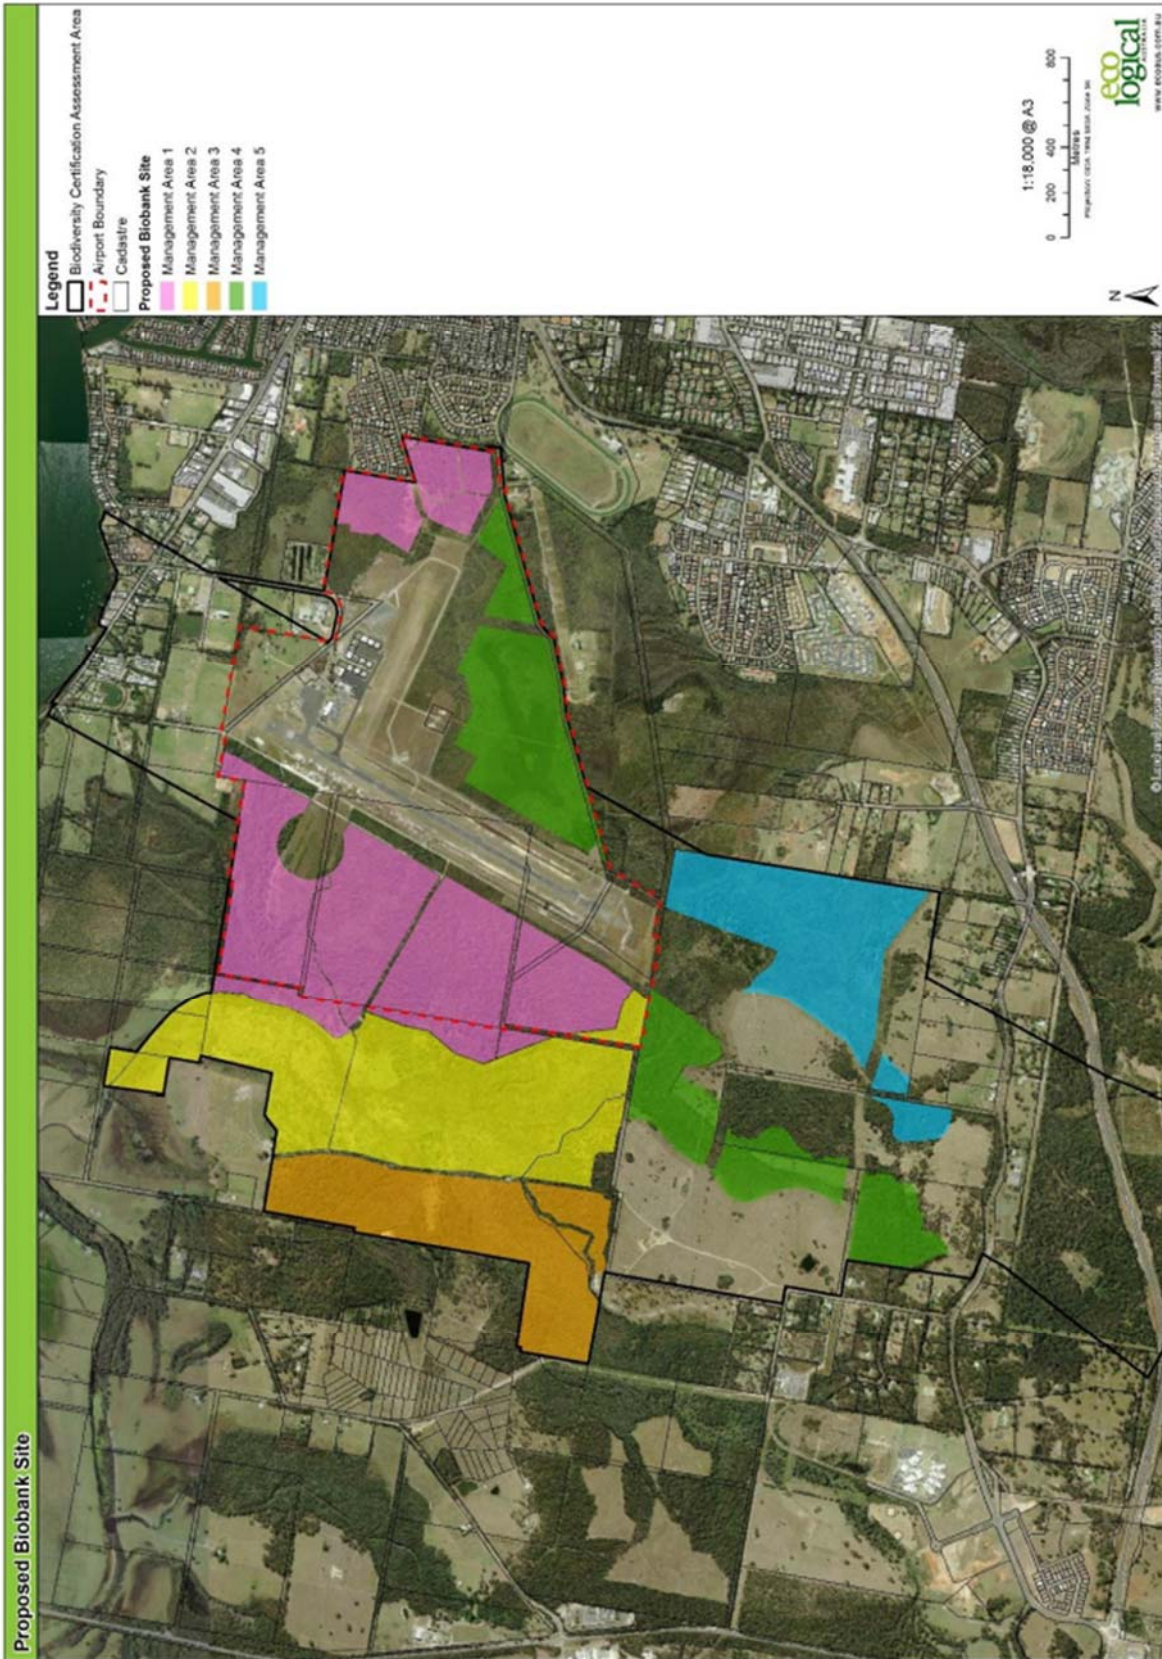 Proposed Biobank Site
Legend
Biodiversity Certification Assessment Area
Airport Boundary
Cadastre
Proposed Biobank Site
Management Area 1
Management Area 2
Management Area 3
Management Area 4
Management Area 5
1:18,000 @ A3
0 200 400 800
Metres
N
eco
logical
AUSTRALIA
www.ecoaus.com.au